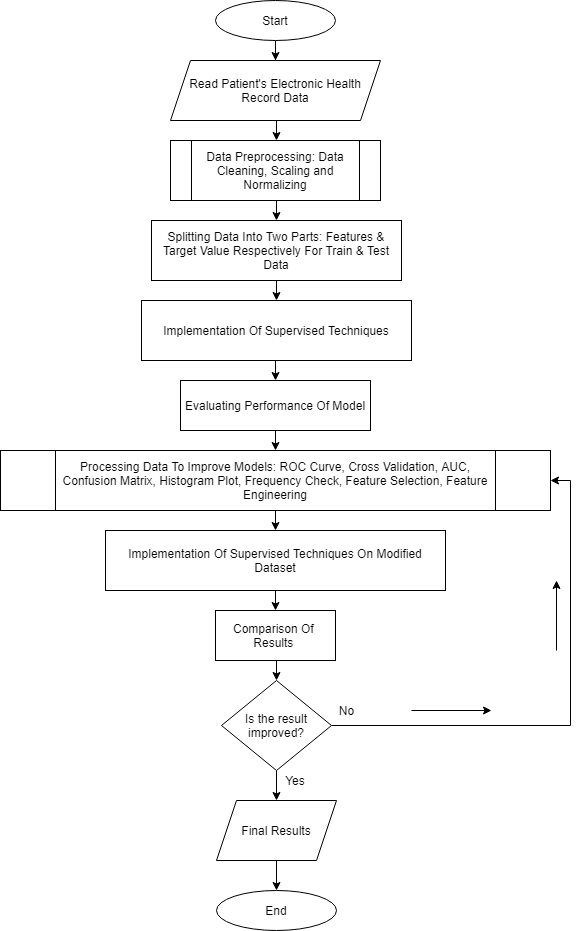 Start
Read Patient's Electronic Health
Record Data
Data Preprocessing: Data
Cleaning, Scaling and
Normalizing
Splitting Data Into Two Parts: Features &
Target Value Respectively For Train & Test
Data
Implementation Of Supervised Techniques
Evaluating Performance Of Model
Processing Data To Improve Models: ROC Curve, Cross Validation, AUC,
Confusion Matrix, Histogram Plot, Frequency Check, Feature Selection, Feature
Engineering
Implementation Of Supervised Techniques On Modified
Dataset
Comparison Of
Results
Is the result
improved?
No
Yes
Final Results
End